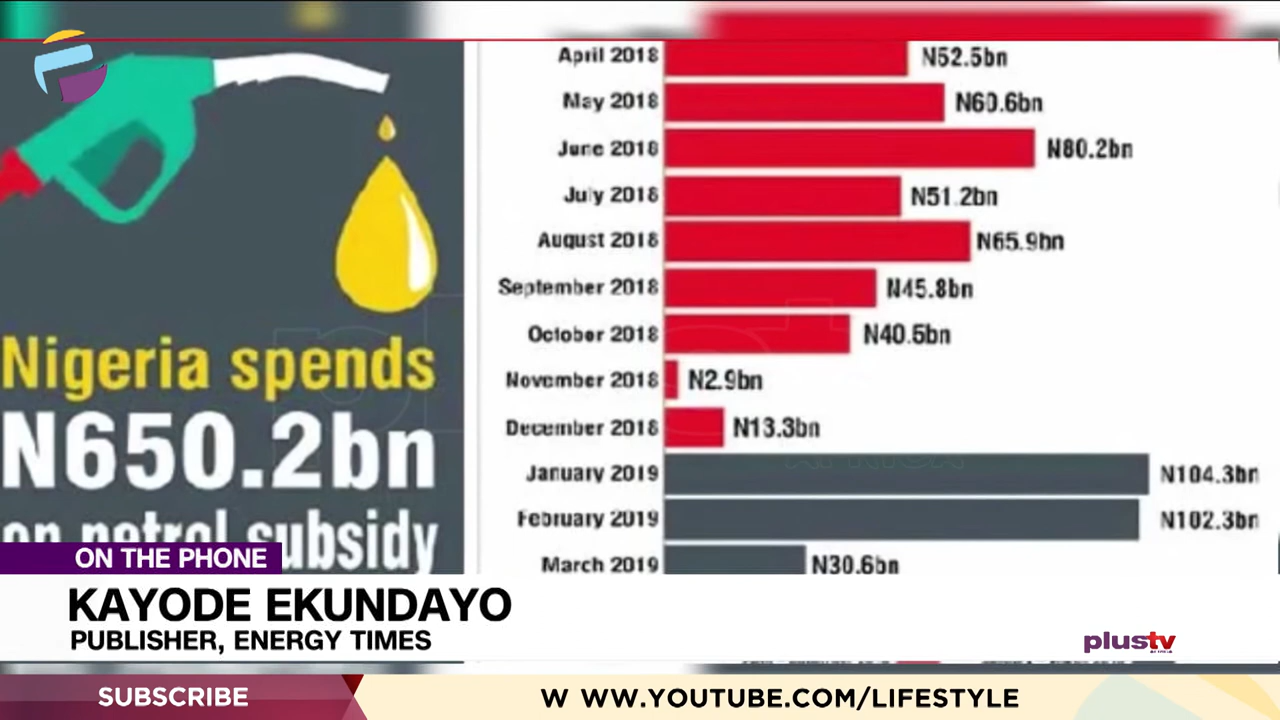 Nigeria spends
N650.2bn
on petrol subsidy
April 2018 N52.5bn
May 2018 N60.6bn
June 2018 N80.2bn
July 2018 N51.2bn
August 2018 N65.9bn
September 2018 N45.8bn
October 2018 N40.5bn
November 2018 N2.9bn
December 2018 N13.3bn
January 2019 N104.3bn
February 2019 N102.3bn
March 2019 N30.6bn
ON THE PHONE
KAYODE EKUNDAYO
PUBLISHER, ENERGY TIMES
plustv
SUBSCRIBE
W WW.YOUTUBE.COM/LIFESTYLE